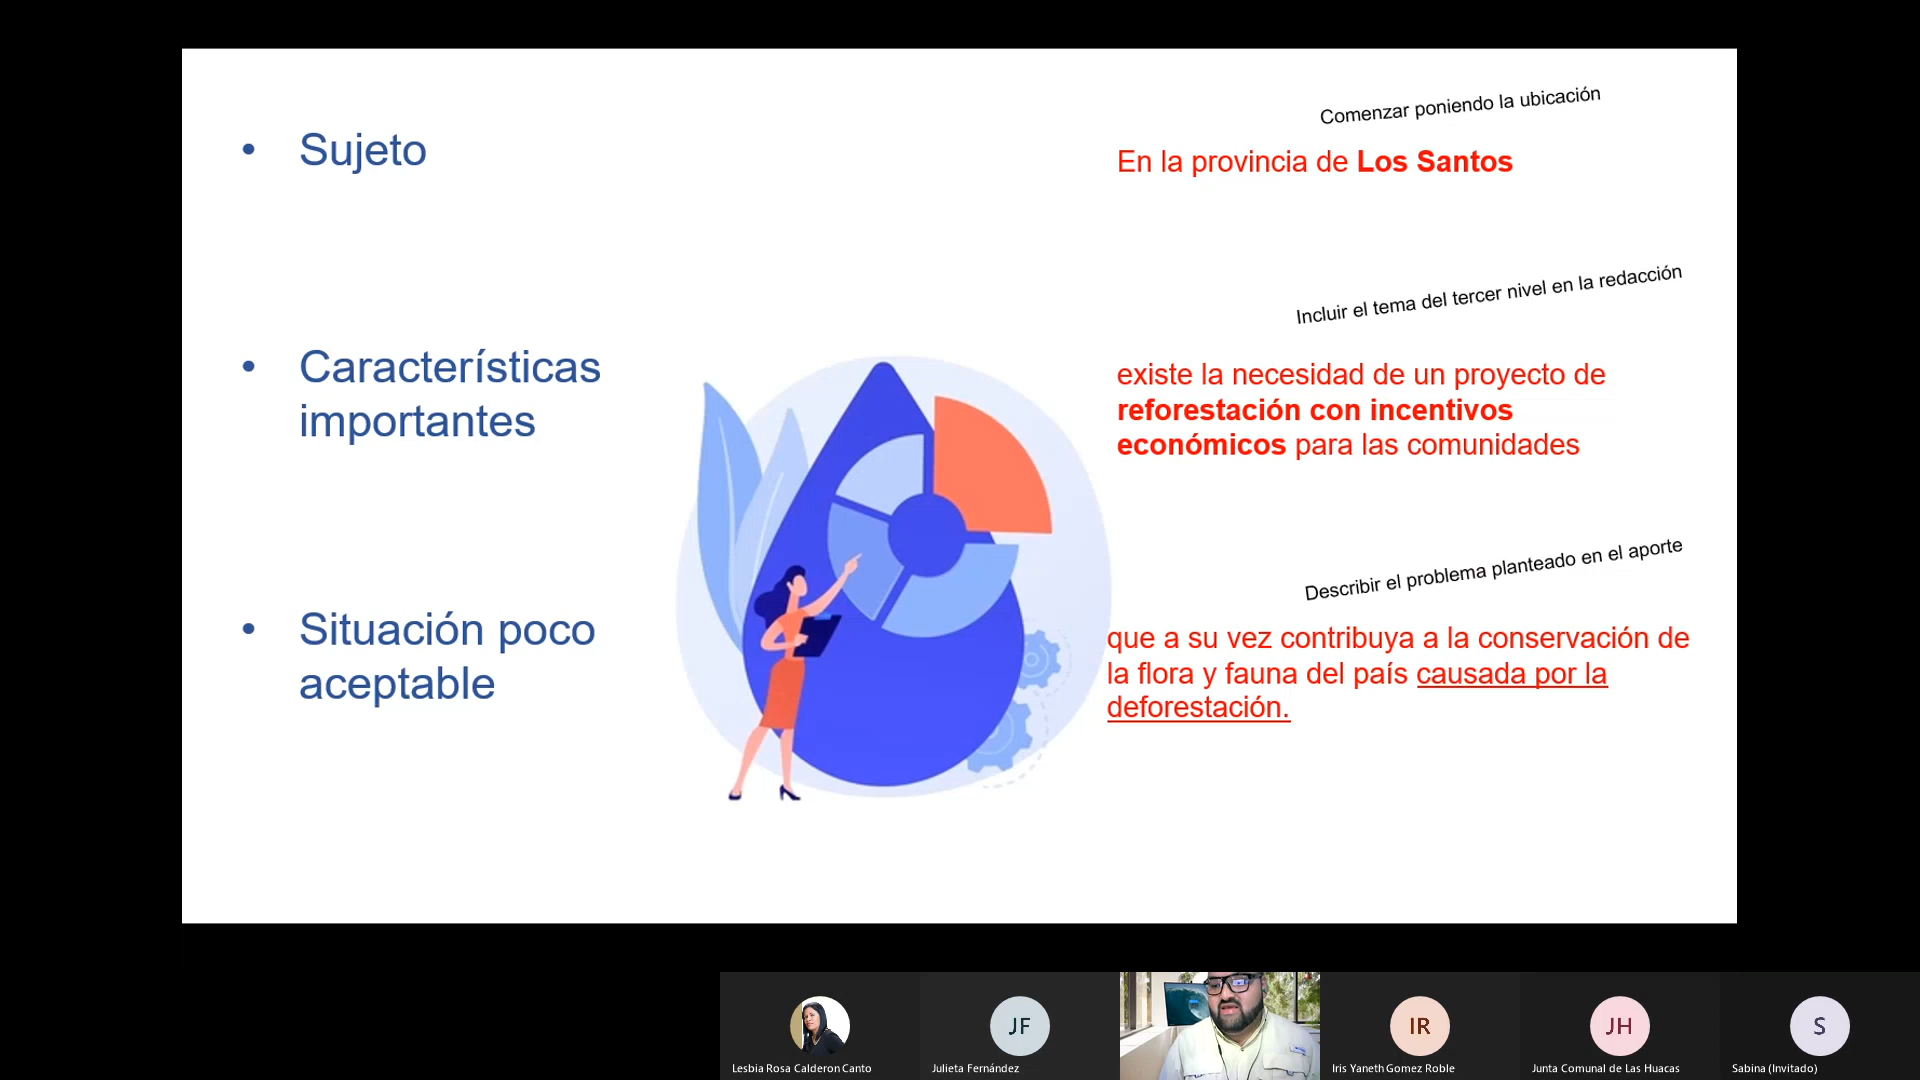 Comenzar poniendo la ubicación
• Sujeto
En la provincia de Los Santos
Incluir el tema del tercer nivel en la redacción
• Características
importantes
existe la necesidad de un proyecto de
reforestación con incentivos
económicos para las comunidades
Describir el problema planteado en el aporte
• Situación poco
aceptable
que a su vez contribuya a la conservación de
la flora y fauna del país causada por la
deforestación.
JF
IR
JH
S
Lesbia Rosa Calderon Canto
Julieta Fernández
Iris Yaneth Gomez Roble
Junta Comunal de Las Huacas
Sabina (Invitado)